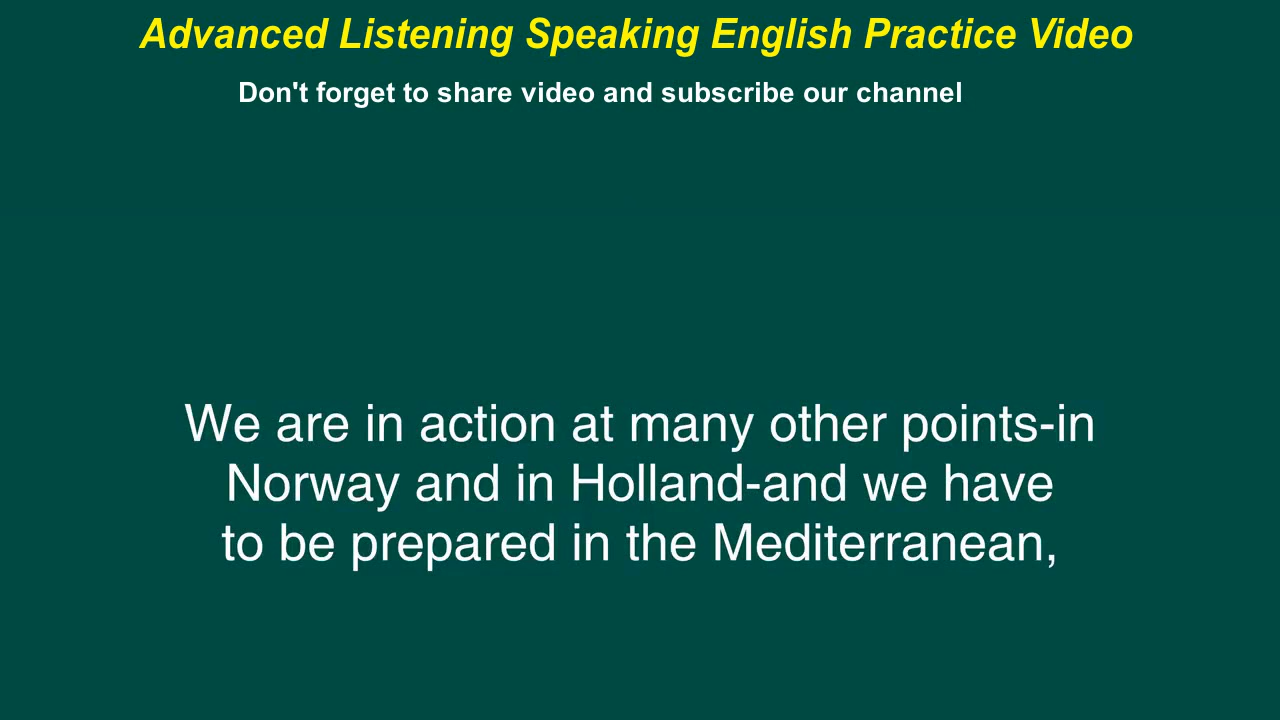 Advanced Listening Speaking English Practice Video
Don't forget to share video and subscribe our channel
We are in action at many other points-in
Norway and in Holland-and we have
to be prepared in the Mediterranean,